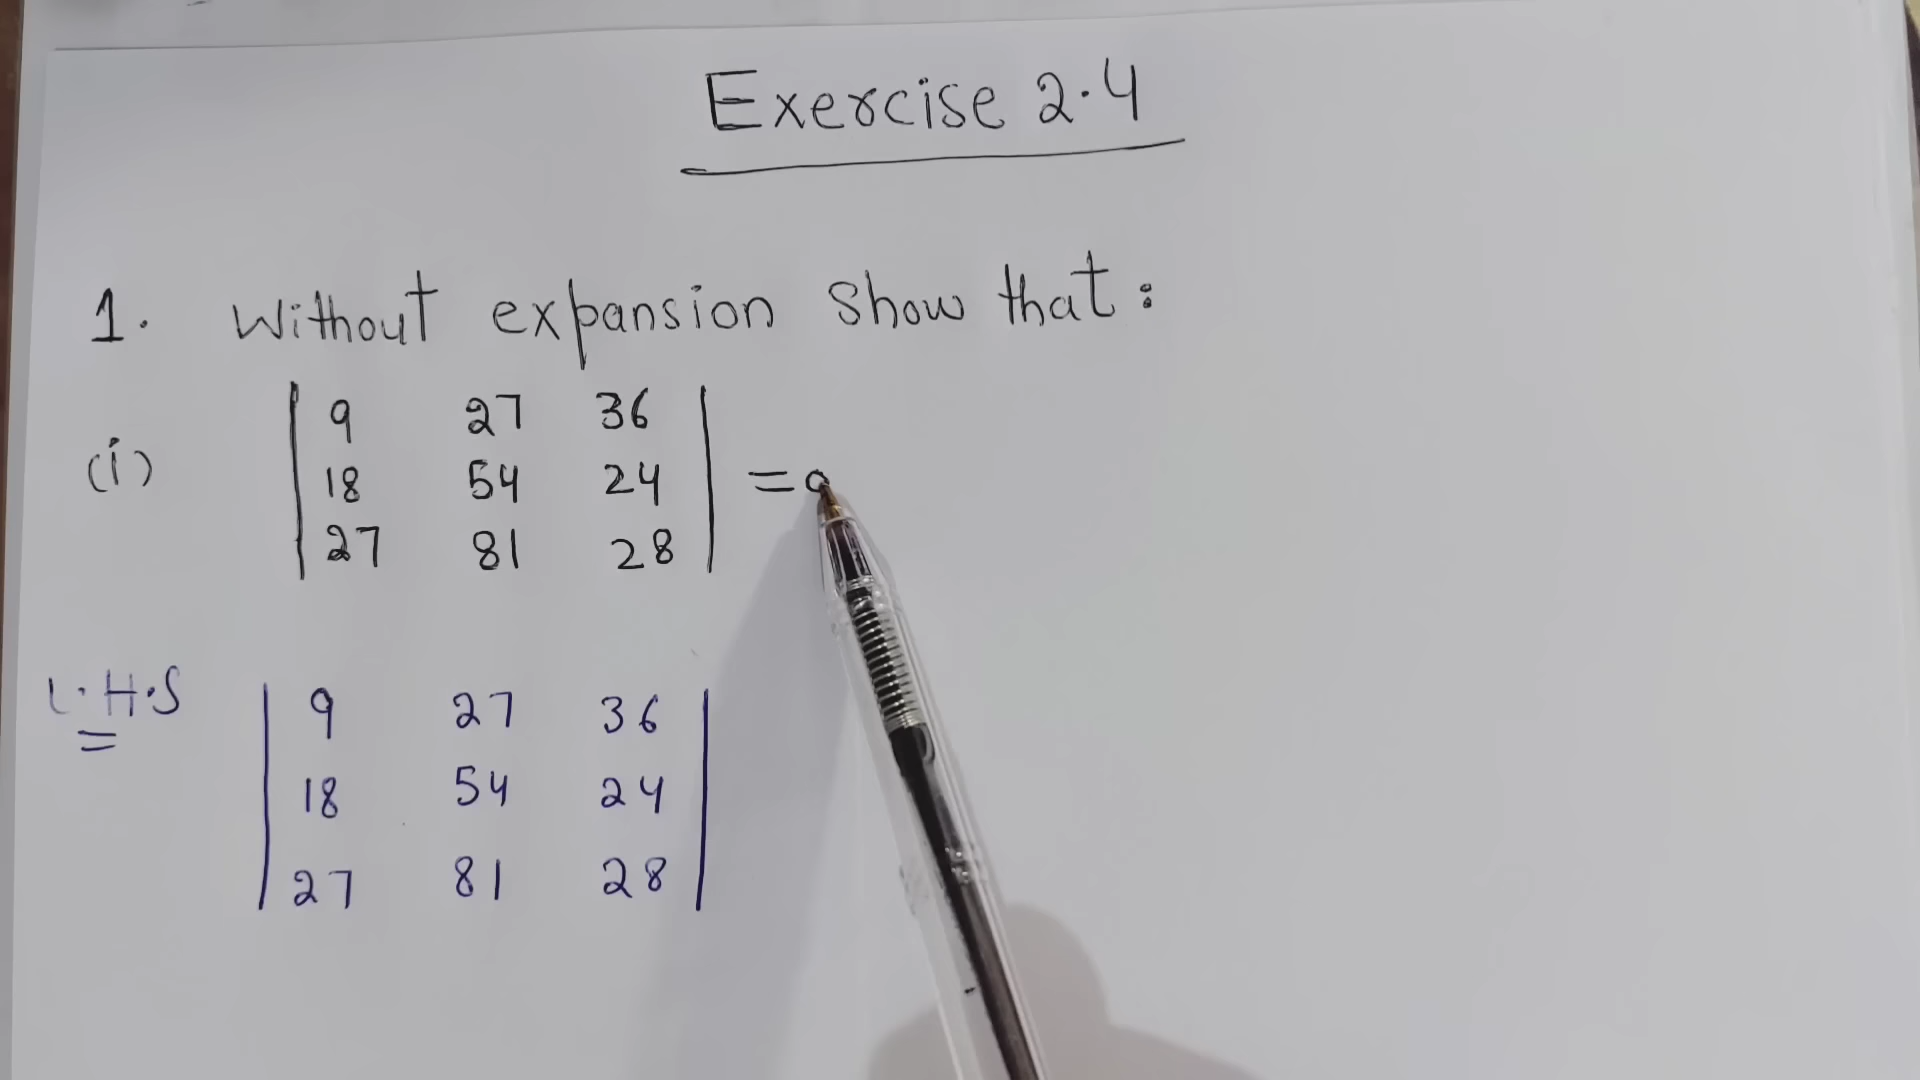 Exercise 2.4
1. Without expansion show that:
(i) | 9 27 36 |
| 18 54 24 | = 0
| 27 81 28 |
L.H.S = | 9 27 36 |
| 18 54 24 |
| 27 81 28 |